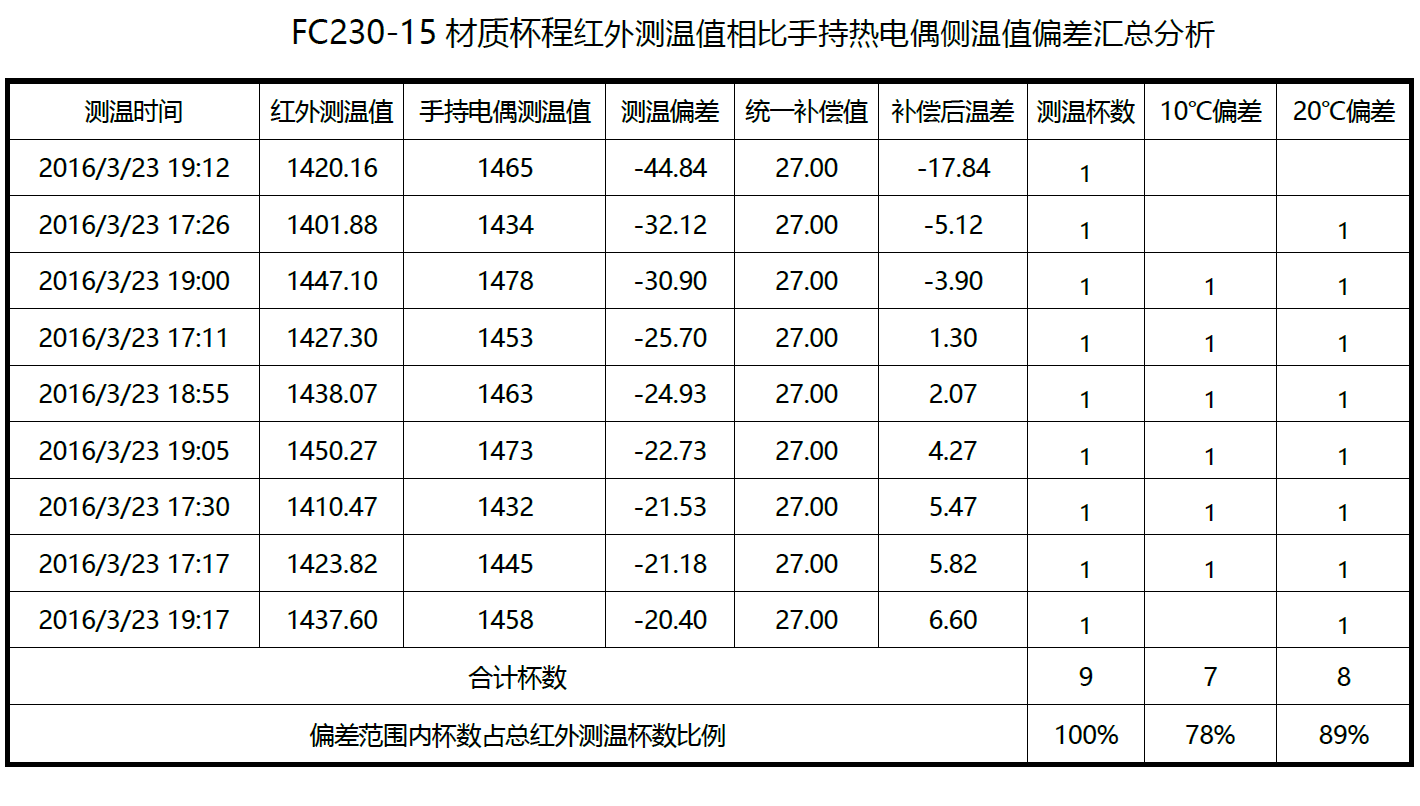 FC230-15 材质杯程红外测温值相比手持热电偶侧温值偏差汇总分析
测温时间 红外测温值 手持电偶测温值 测温偏差 统一补偿值 补偿后温差 测温杯数 10℃偏差 20℃偏差
2016/3/23 19:12 1420.16 1465 -44.84 27.00 -17.84 1
2016/3/23 17:26 1401.88 1434 -32.12 27.00 -5.12 1 1
2016/3/23 19:00 1447.10 1478 -30.90 27.00 -3.90 1 1 1
2016/3/23 17:11 1427.30 1453 -25.70 27.00 1.30 1 1 1
2016/3/23 18:55 1438.07 1463 -24.93 27.00 2.07 1 1 1
2016/3/23 19:05 1450.27 1473 -22.73 27.00 4.27 1 1 1
2016/3/23 17:30 1410.47 1432 -21.53 27.00 5.47 1 1 1
2016/3/23 17:17 1423.82 1445 -21.18 27.00 5.82 1 1 1
2016/3/23 19:17 1437.60 1458 -20.40 27.00 6.60 1 1
合计杯数 9 7 8
偏差范围内杯数占总红外测温杯数比例 100% 78% 89%